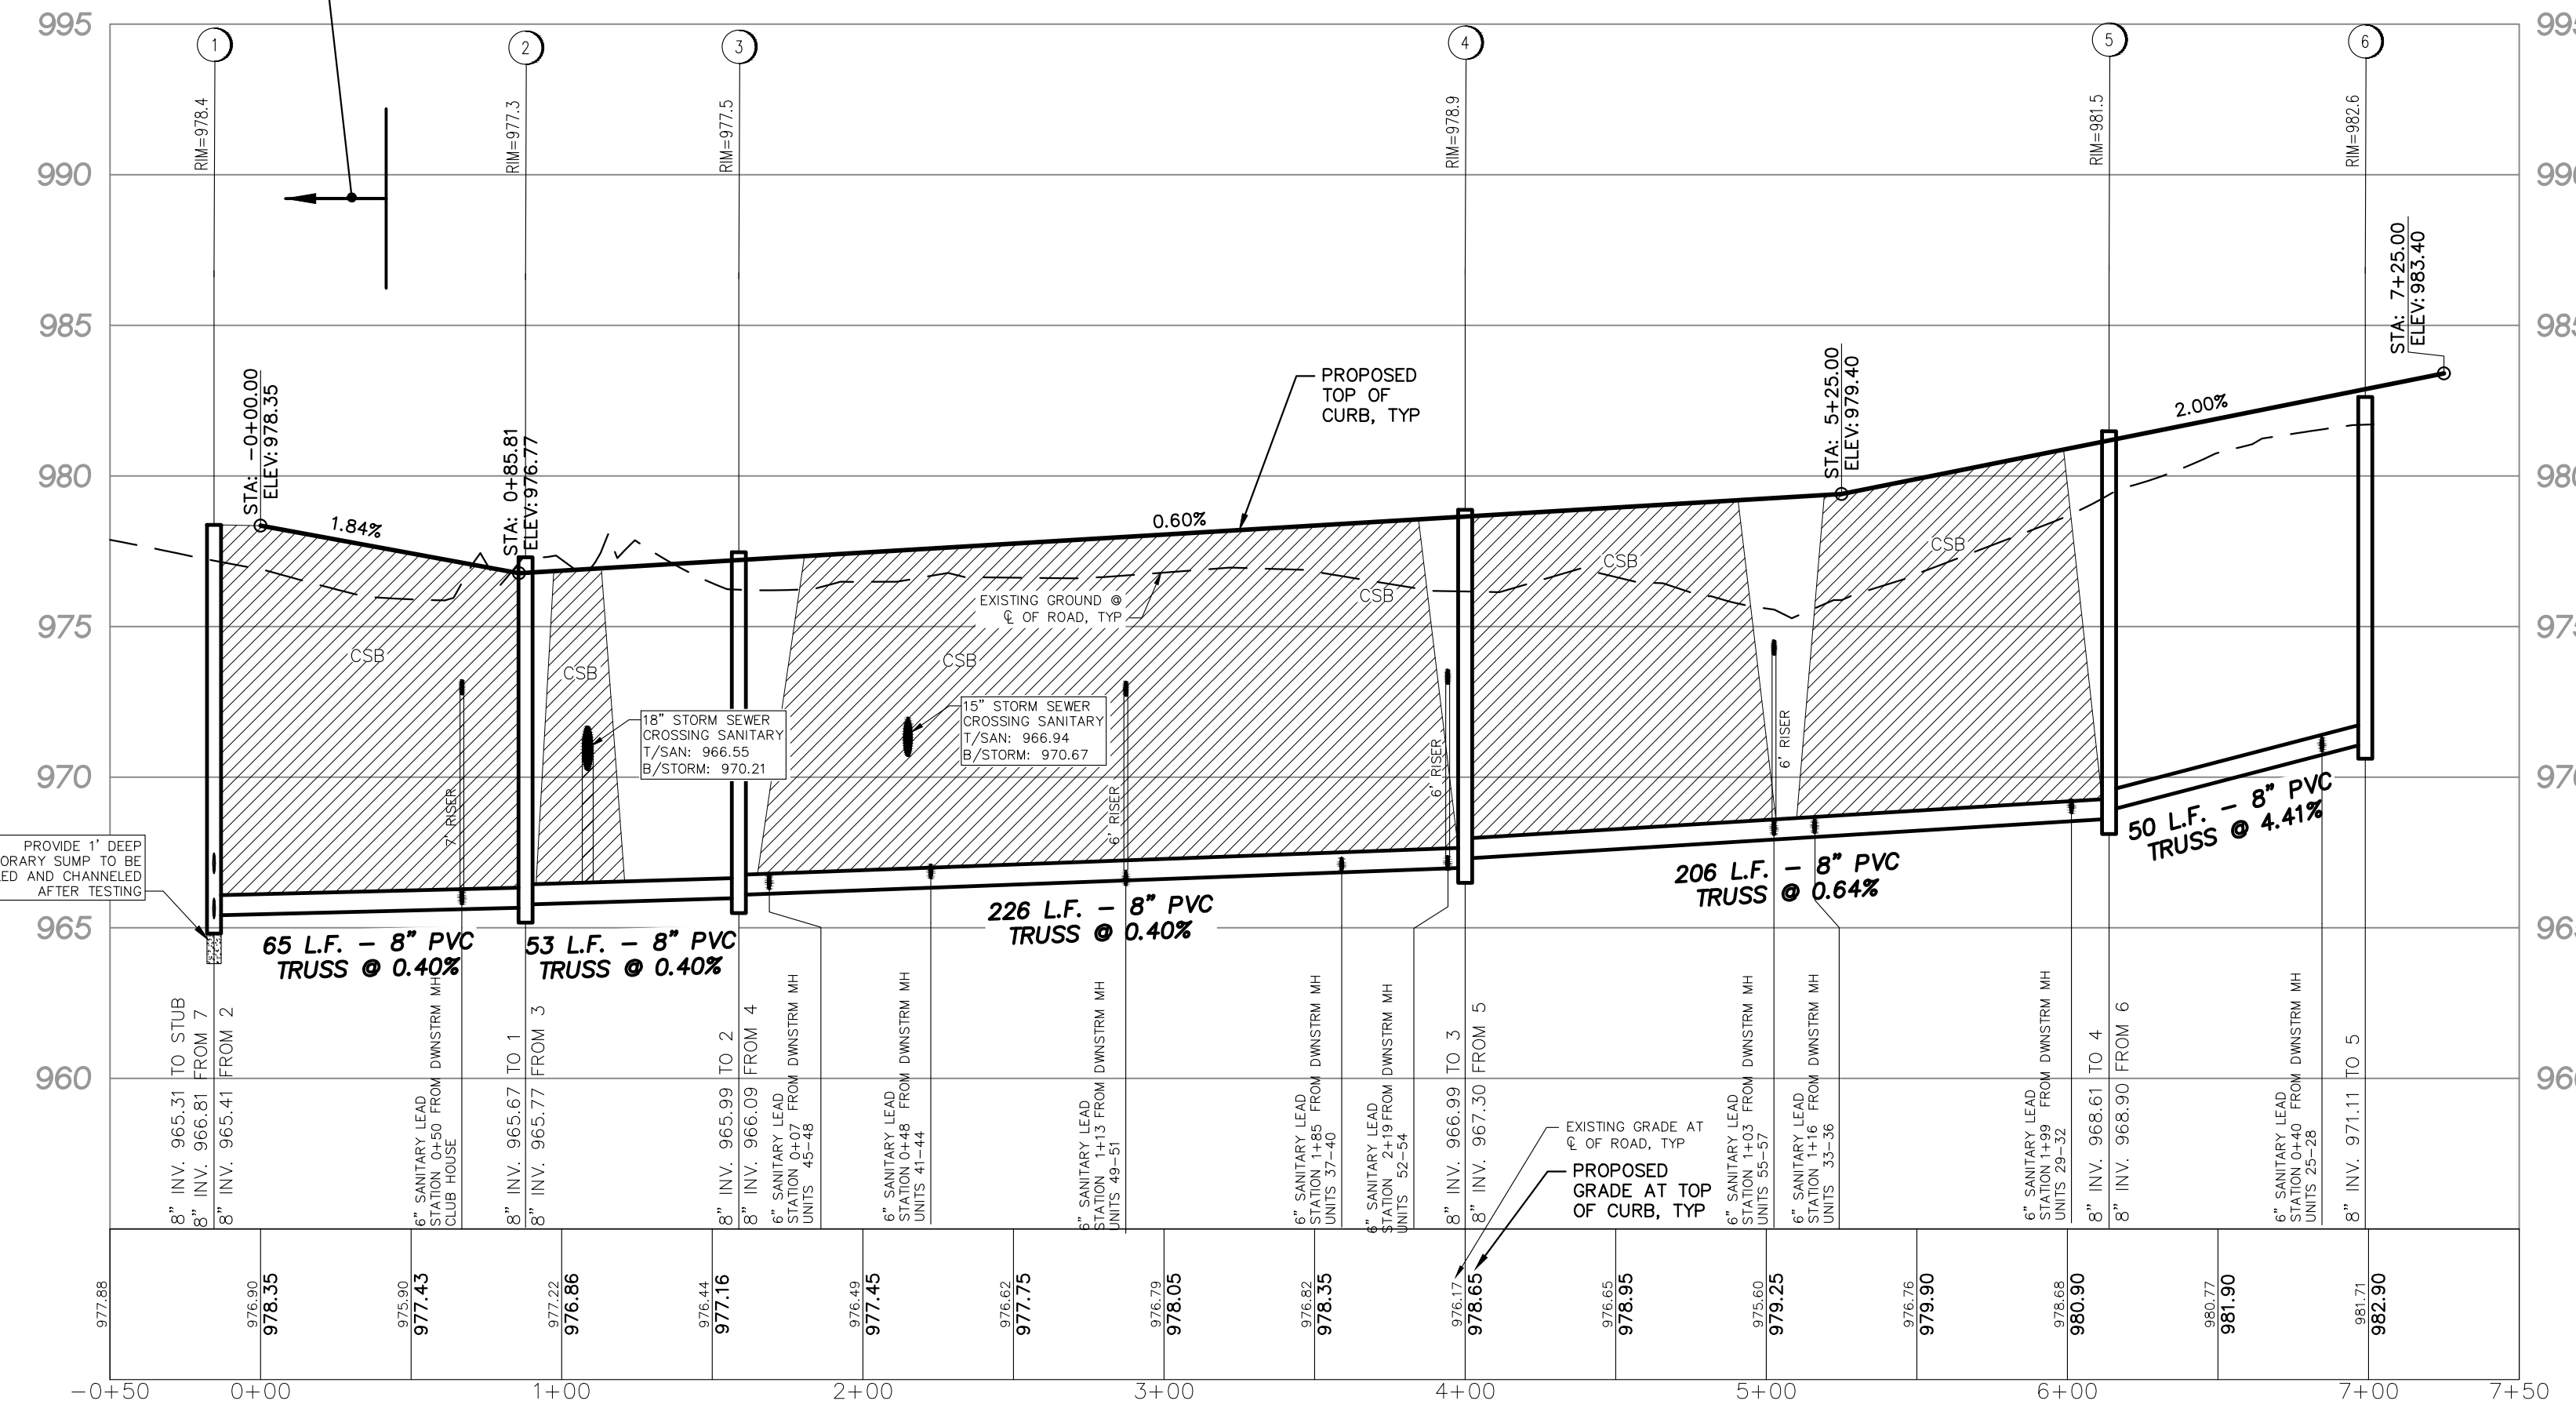 995
990
985
980
975
970
965
960
995
990
985
980
975
970
965
960
1
2
3
4
5
6
RIM=978.4
RIM=977.3
RIM=977.5
RIM=978.9
RIM=981.5
RIM=982.6
STA: -0+00.00
ELEV: 978.35
1.84%
STA: 0+85.81
ELEV: 976.77
0.60%
PROPOSED
TOP OF
CURB, TYP
STA: 5+25.00
ELEV: 979.40
2.00%
STA: 7+25.00
ELEV: 983.40
EXISTING GROUND @
℄ OF ROAD, TYP
CSB
CSB
CSB
CSB
CSB
CSB
18" STORM SEWER
CROSSING SANITARY
T/SAN: 966.55
B/STORM: 970.21
15" STORM SEWER
CROSSING SANITARY
T/SAN: 966.94
B/STORM: 970.67
7' RISER
6' RISER
6' RISER
6' RISER
PROVIDE 1' DEEP
ORARY SUMP TO BE
ED AND CHANNELED
AFTER TESTING
65 L.F. - 8" PVC
TRUSS @ 0.40%
53 L.F. - 8" PVC
TRUSS @ 0.40%
226 L.F. - 8" PVC
TRUSS @ 0.40%
206 L.F. - 8" PVC
TRUSS @ 0.64%
50 L.F. - 8" PVC
TRUSS @ 4.41%
8" INV. 965.31 TO STUB
8" INV. 966.81 FROM 7
8" INV. 965.41 FROM 2
6" SANITARY LEAD
STATION 0+50 FROM DWNSTRM MH
CLUB HOUSE
8" INV. 965.67 TO 1
8" INV. 965.77 FROM 3
8" INV. 965.99 TO 2
8" INV. 966.09 FROM 4
6" SANITARY LEAD
STATION 0+07 FROM DWNSTRM MH
UNITS 45-48
6" SANITARY LEAD
STATION 0+48 FROM DWNSTRM MH
UNITS 41-44
6" SANITARY LEAD
STATION 1+13 FROM DWNSTRM MH
UNITS 49-51
6" SANITARY LEAD
STATION 1+85 FROM DWNSTRM MH
UNITS 37-40
6" SANITARY LEAD
STATION 2+19 FROM DWNSTRM MH
UNITS 52-54
8" INV. 966.99 TO 3
8" INV. 967.30 FROM 5
EXISTING GRADE AT
℄ OF ROAD, TYP
PROPOSED
GRADE AT TOP
OF CURB, TYP
6" SANITARY LEAD
STATION 1+03 FROM DWNSTRM MH
UNITS 55-57
6" SANITARY LEAD
STATION 1+16 FROM DWNSTRM MH
UNITS 33-36
6" SANITARY LEAD
STATION 1+99 FROM DWNSTRM MH
UNITS 29-32
8" INV. 968.61 TO 4
8" INV. 968.90 FROM 6
6" SANITARY LEAD
STATION 0+40 FROM DWNSTRM MH
UNITS 25-28
8" INV. 971.11 TO 5
977.88
976.90
978.35
975.90
977.43
977.22
976.86
976.44
977.16
976.49
977.45
976.62
977.75
976.79
978.05
976.82
978.35
976.17
978.65
976.65
978.95
975.60
979.25
976.76
979.90
978.68
980.90
980.77
981.90
981.71
982.90
-0+50
0+00
1+00
2+00
3+00
4+00
5+00
6+00
7+00
7+50